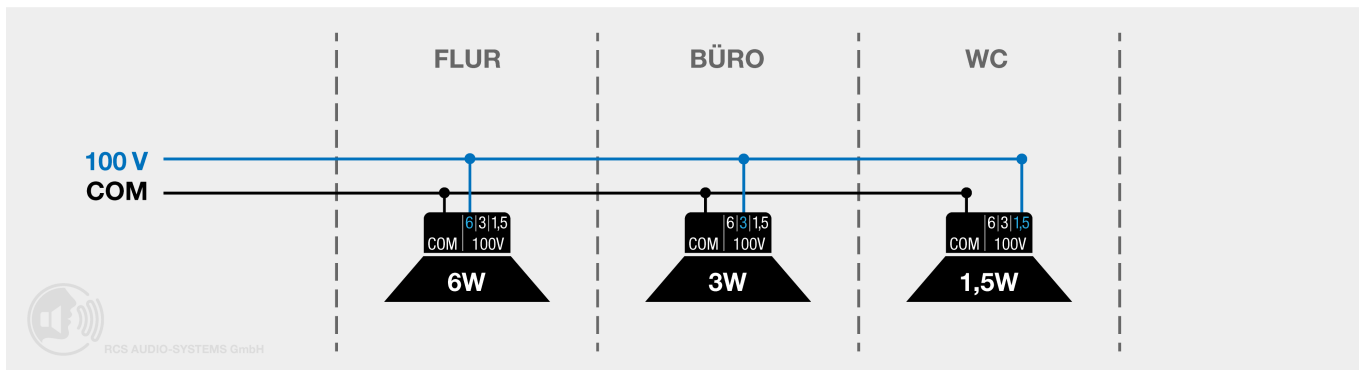 FLUR BÜRO WC
100 V
COM
6|3|1,5 6|3|1,5 6|3|1,5
COM 100V COM 100V COM 100V
6W 3W 1,5W
RCS AUDIO-SYSTEMS GmbH